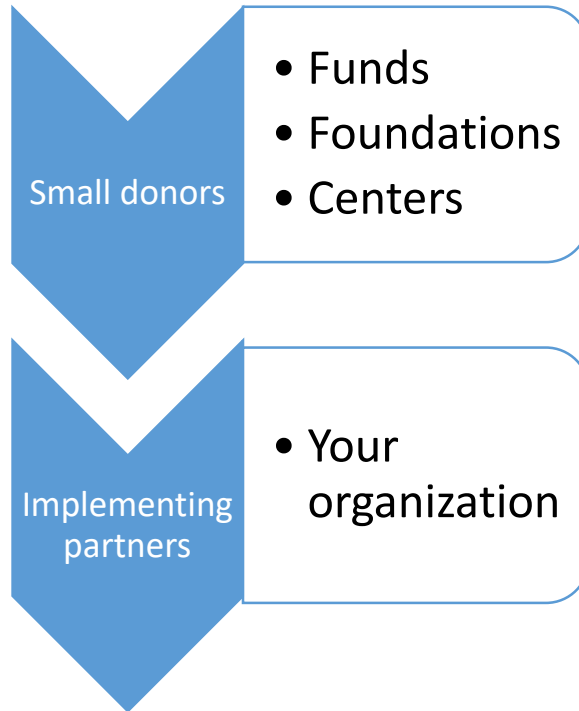 Small donors
• Funds
• Foundations
• Centers
Implementing
partners
• Your
organization